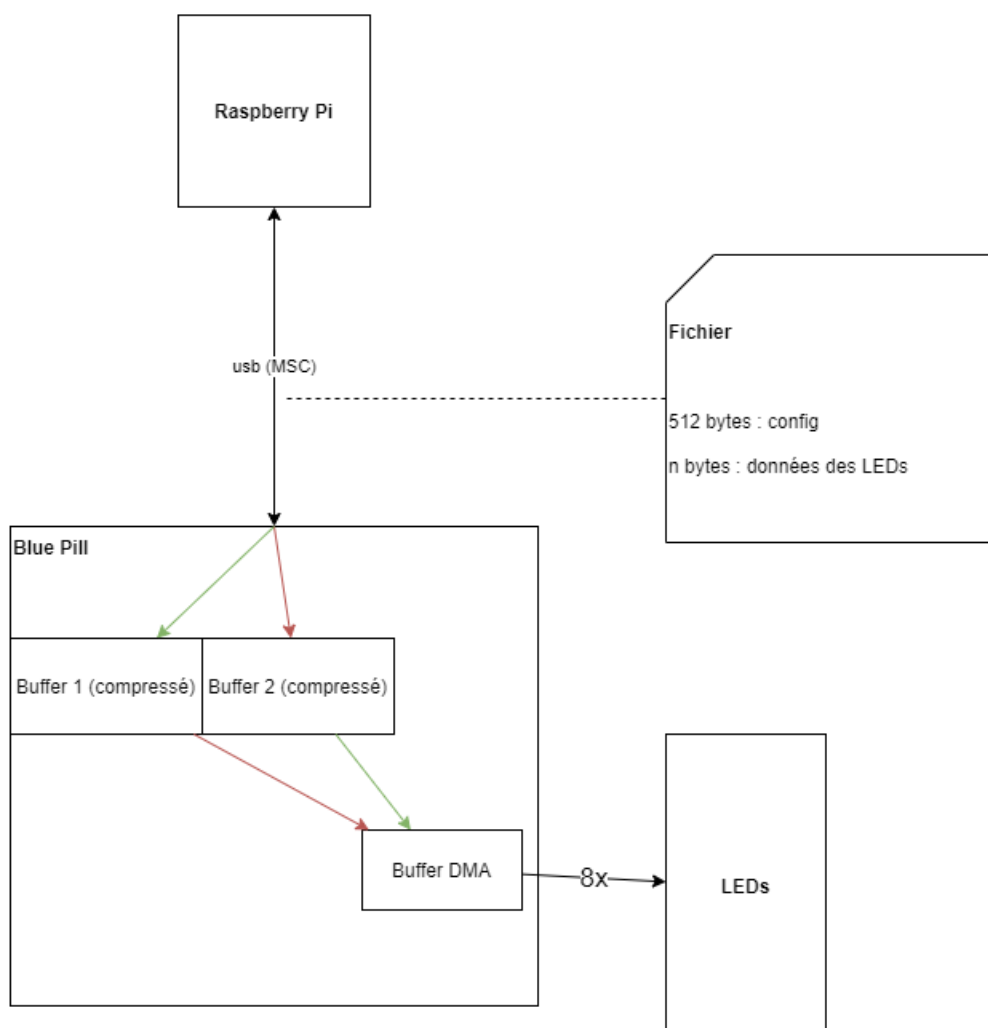 Raspberry Pi
usb (MSC)
Fichier
512 bytes : config
n bytes : données des LEDs
Blue Pill
Buffer 1 (compressé)
Buffer 2 (compressé)
Buffer DMA
8x
LEDs